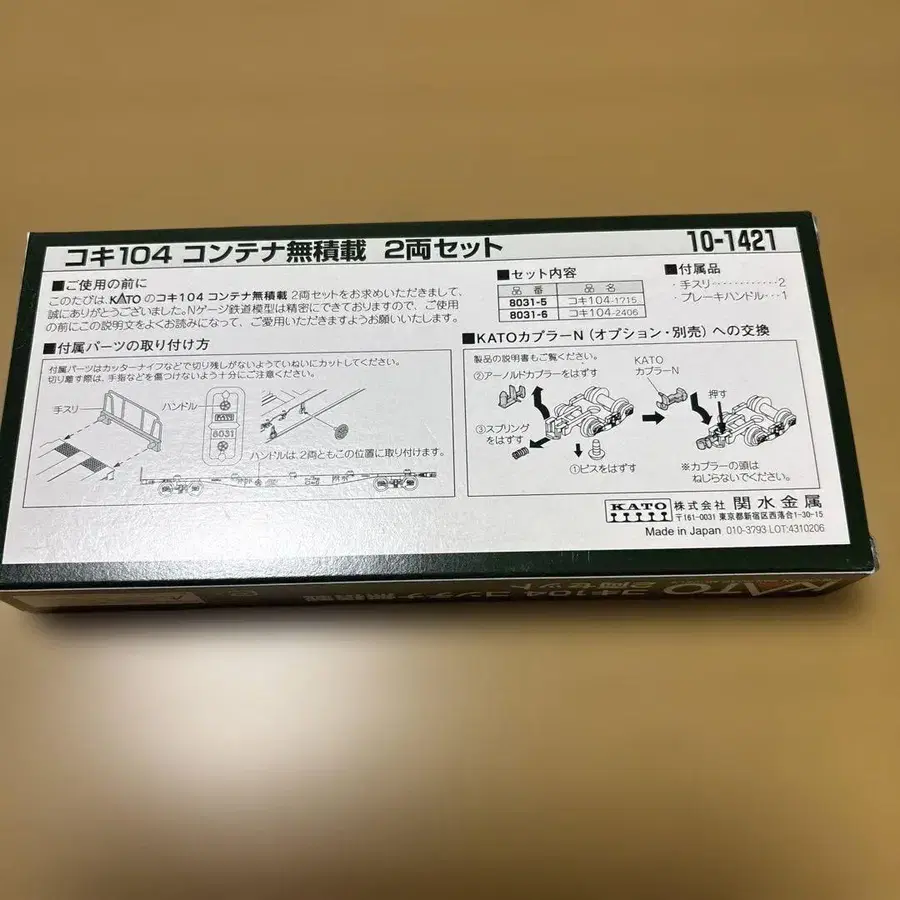 コキ104 コンテナ無積載 2両セット
10-1421
■ご使用の前に
このたびは、KATOのコキ104 コンテナ無積載 2両セットをお求めいただきまして、
誠にありがとうございました。Nゲージ鉄道模型は精密にできておりますので、ご使用
の前にこの説明文をよくお読みになって、ご愛用いただきますようお願いいたします。
■セット内容
品 番 品 名
8031-5 コキ104-1715
8031-6 コキ104-2406
■付属品
・手スリ…………2
・ブレーキハンドル…1
■付属パーツの取り付け方
付属パーツはカッターナイフなどで切り残しがないようていねいにカットしてください。
切り離す際は、手指などを傷つけないよう十分にご注意ください。
手スリ
ハンドル
KATO
8031
ハンドルは、2両ともこの位置に取り付けます。
■KATOカプラーN(オプション・別売)への交換
製品の説明書もご覧ください。
②アーノルドカプラーをはずす
③スプリング
をはずす
①ビスをはずす
KATO
カプラーN
押す
※カプラーの頭は
ねじらないでください。
KATO 株式会社 関水金属
〒161-0031 東京都新宿区西落合1-30-15
Made in Japan 010-3793 LOT:4310206
KATO コキ104 コンテナ無積載 2両セット